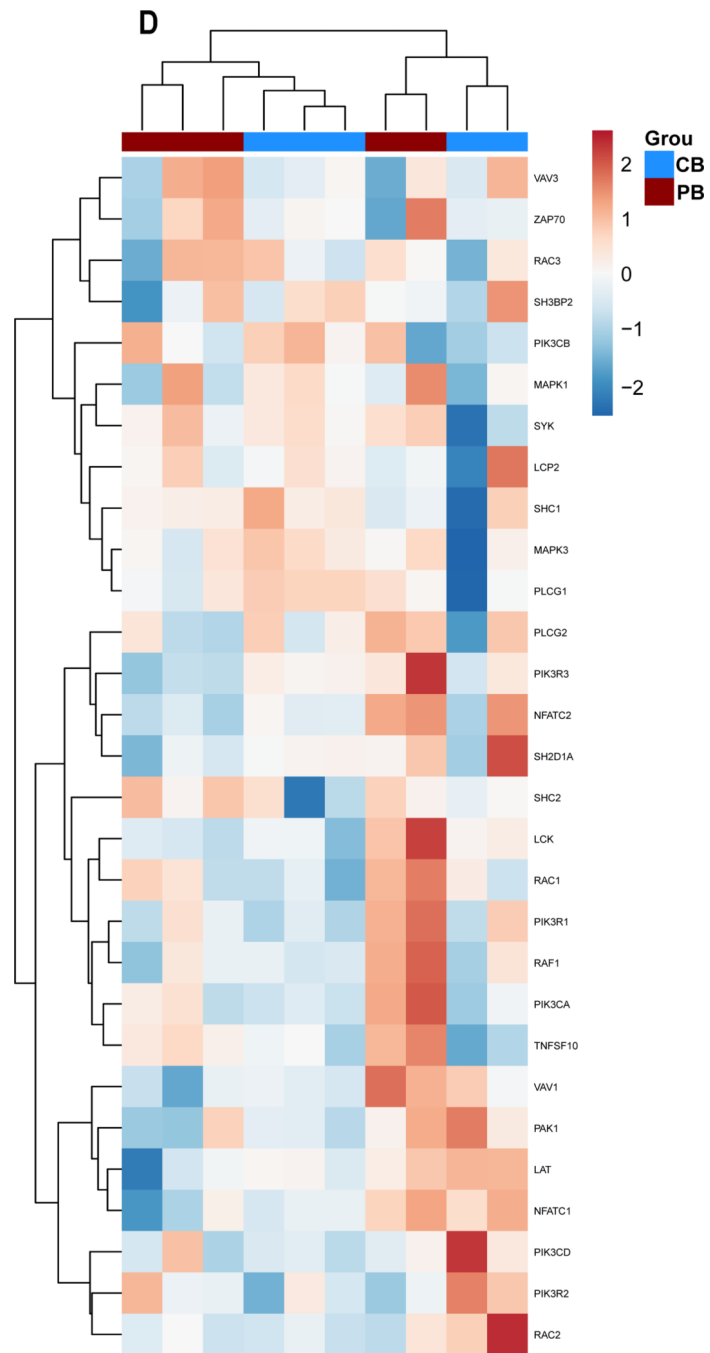 D
Grou
CB
PB
2
1
0
−1
−2
VAV3
ZAP70
RAC3
SH3BP2
PIK3CB
MAPK1
SYK
LCP2
SHC1
MAPK3
PLCG1
PLCG2
PIK3R3
NFATC2
SH2D1A
SHC2
LCK
RAC1
PIK3R1
RAF1
PIK3CA
TNFSF10
VAV1
PAK1
LAT
NFATC1
PIK3CD
PIK3R2
RAC2